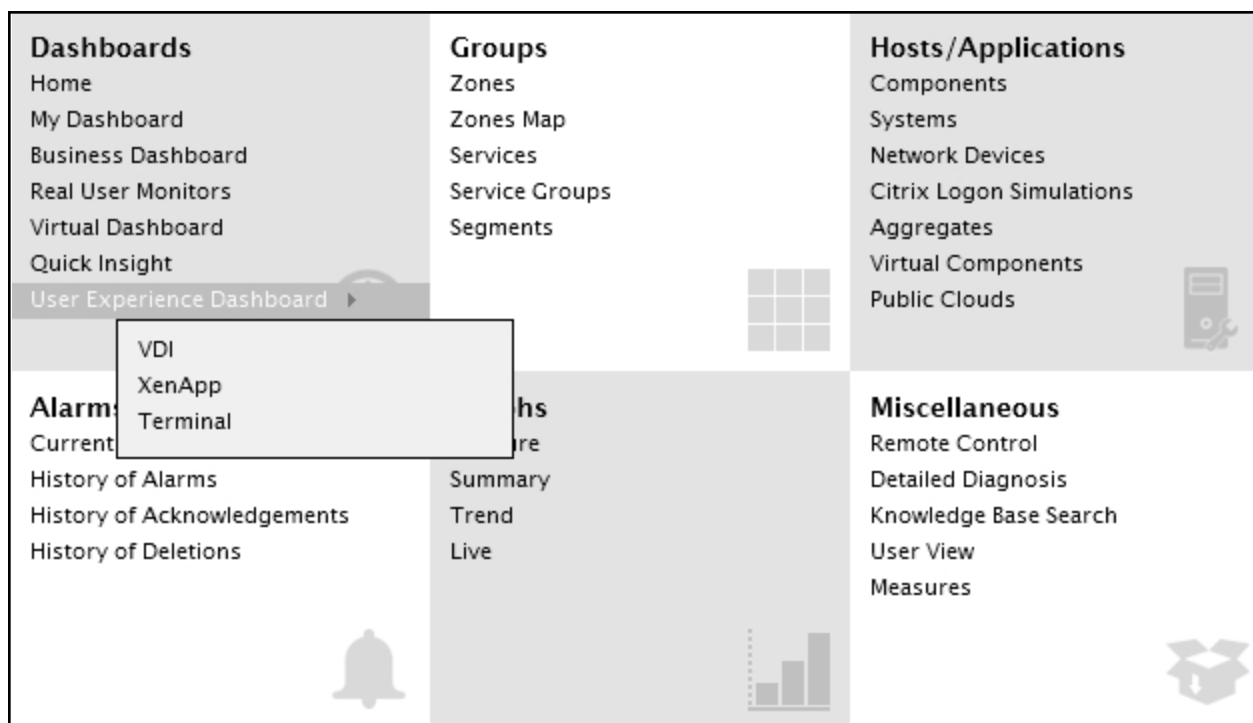 Dashboards
Home
My Dashboard
Business Dashboard
Real User Monitors
Virtual Dashboard
Quick Insight
User Experience Dashboard
VDI
XenApp
Terminal
Groups
Zones
Zones Map
Services
Service Groups
Segments
Hosts/Applications
Components
Systems
Network Devices
Citrix Logon Simulations
Aggregates
Virtual Components
Public Clouds
Current
History of Alarms
History of Acknowledgements
History of Deletions
Summary
Trend
Live
Miscellaneous
Remote Control
Detailed Diagnosis
Knowledge Base Search
User View
Measures